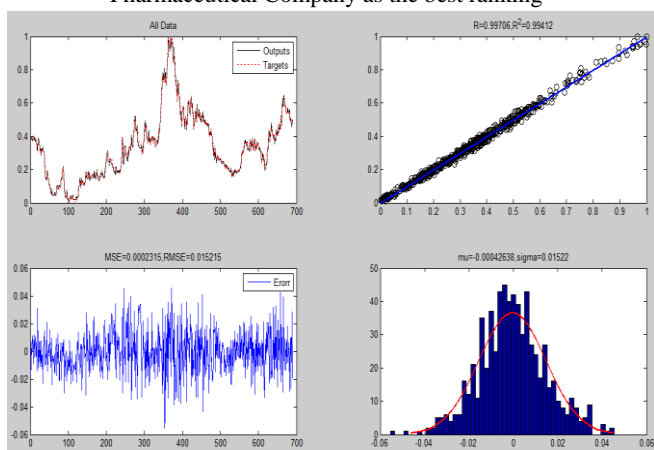 Pharmaceutical Company as the best ranking
All Data
1
0.8
0.6
0.4
0.2
0
0 100 200 300 400 500 600 700
Outputs
Targets
R=0.99706,R²=0.99412
1
0.8
0.6
0.4
0.2
0
0 0.1 0.2 0.3 0.4 0.5 0.6 0.7 0.8 0.9 1
MSE=0.0002315,RMSE=0.015215
0.06
0.04
0.02
0
-0.02
-0.04
-0.06
0 100 200 300 400 500 600 700
Erorr
mu=-0.00042638,sigma=0.01522
50
40
30
20
10
0
-0.06 -0.04 -0.02 0 0.02 0.04 0.06